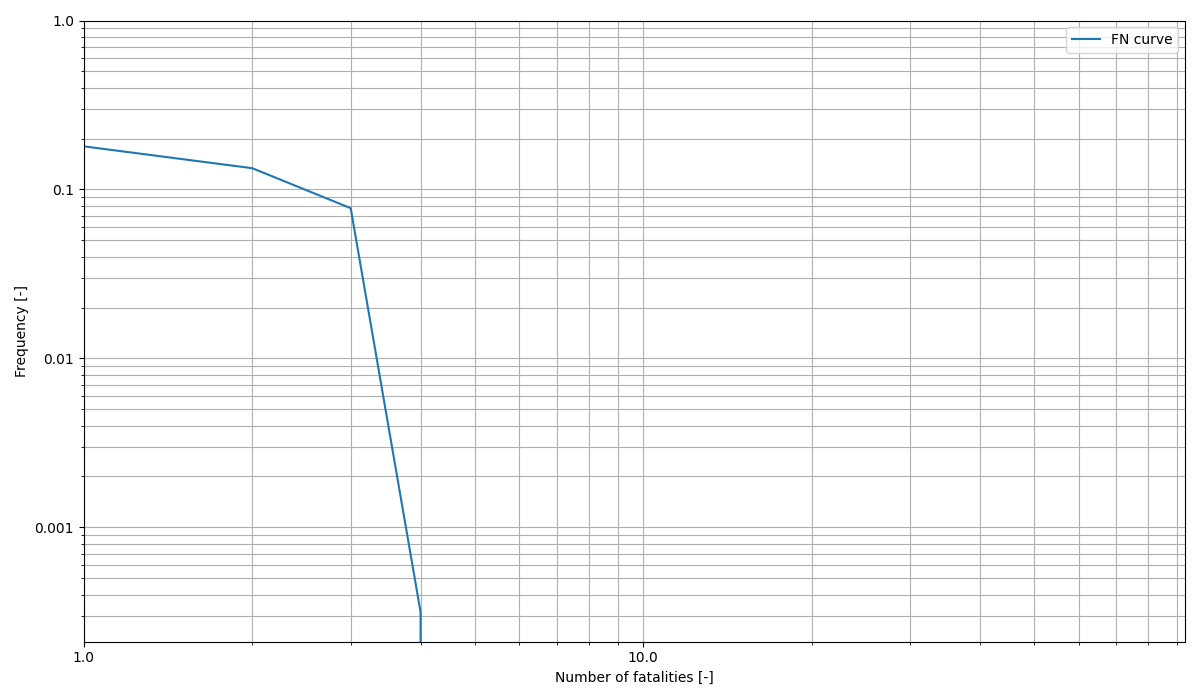 1.0
FN curve
0.1
Frequency [-]
0.01
0.001
1.0
10.0
Number of fatalities [-]